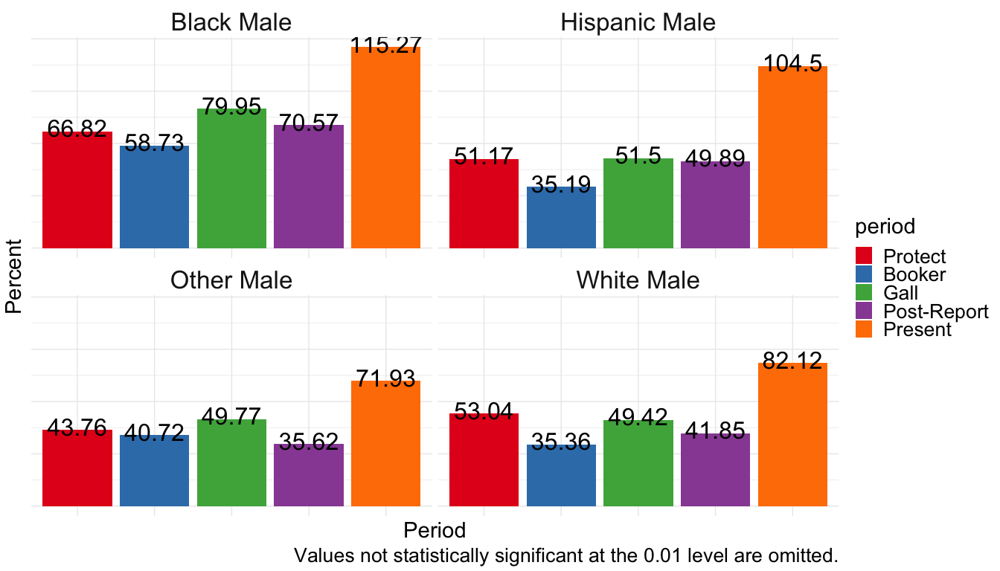 Black Male
Hispanic Male
66.82
58.73
79.95
70.57
115.27
51.17
35.19
51.5
49.89
104.5
Percent
Other Male
White Male
43.76
40.72
49.77
35.62
71.93
53.04
35.36
49.42
41.85
82.12
Period
Values not statistically significant at the 0.01 level are omitted.
period
Protect
Booker
Gall
Post-Report
Present